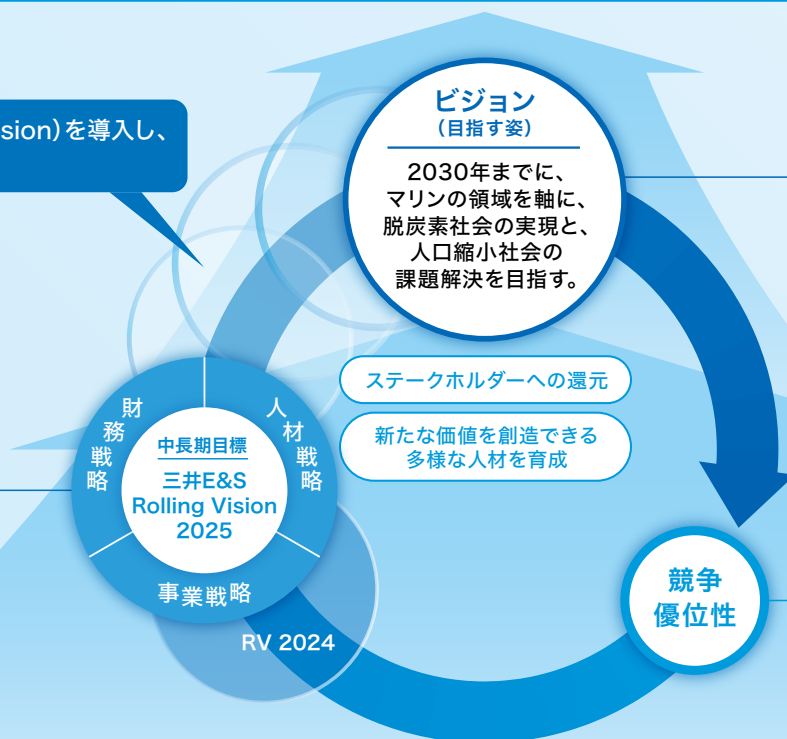 sion)を導入し、
ビジョン
(目指す姿)
2030年までに、
マリンの領域を軸に、
脱炭素社会の実現と、
人口縮小社会の
課題解決を目指す。
ステークホルダーへの還元
新たな価値を創造できる
多様な人材を育成
財務戦略
人材戦略
中長期目標
三井E&S
Rolling Vision
2025
事業戦略
RV 2024
競争
優位性